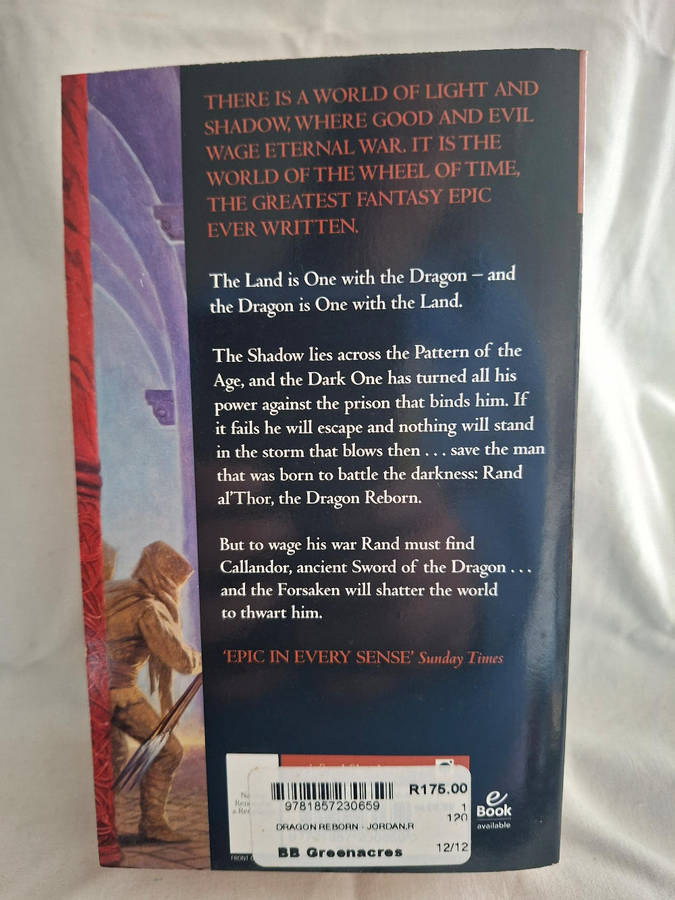 THERE IS A WORLD OF LIGHT AND
SHADOW, WHERE GOOD AND EVIL
WAGE ETERNAL WAR. IT IS THE
WORLD OF THE WHEEL OF TIME,
THE GREATEST FANTASY EPIC
EVER WRITTEN.
The Land is One with the Dragon – and
the Dragon is One with the Land.
The Shadow lies across the Pattern of the
Age, and the Dark One has turned all his
power against the prison that binds him. If
it fails he will escape and nothing will stand
in the storm that blows then . . . save the man
that was born to battle the darkness: Rand
al'Thor, the Dragon Reborn.
But to wage his war Rand must find
Callandor, ancient Sword of the Dragon . . .
and the Forsaken will shatter the world
to thwart him.
'EPIC IN EVERY SENSE' Sunday Times
R175.00
9781857230659
1
120
DRAGON REBORN - JORDAN,R
BB Greenacres
12/12
e
Book
available
FRONT